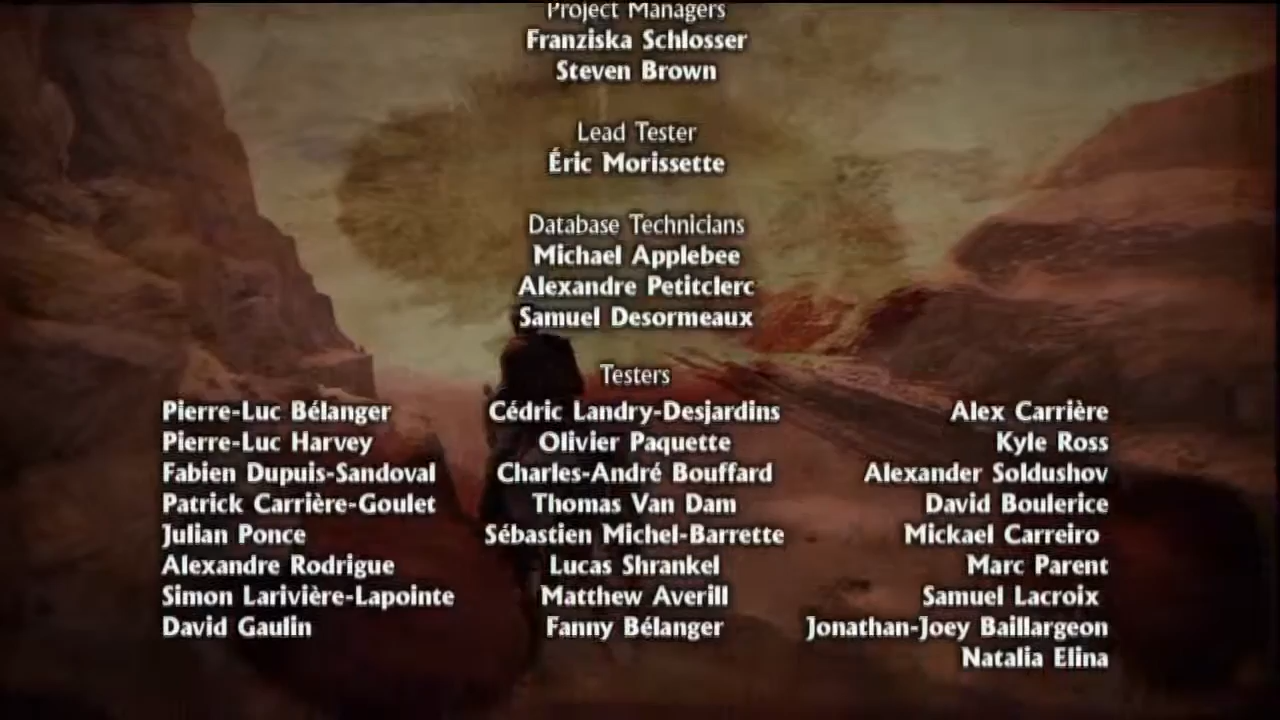 Project Managers
Franziska Schlosser
Steven Brown
Lead Tester
Éric Morissette
Database Technicians
Michael Applebee
Alexandre Petitclerc
Samuel Desormeaux
Testers
Pierre-Luc Bélanger Cédric Landry-Desjardins Alex Carrière
Pierre-Luc Harvey Olivier Paquette Kyle Ross
Fabien Dupuis-Sandoval Charles-André Bouffard Alexander Soldushov
Patrick Carrière-Goulet Thomas Van Dam David Boulerice
Julian Ponce Sébastien Michel-Barrette Mickael Carreiro
Alexandre Rodrigue Lucas Shrankel Marc Parent
Simon Larivière-Lapointe Matthew Averill Samuel Lacroix
David Gaulin Fanny Bélanger Jonathan-Joey Baillargeon
Natalia Elina